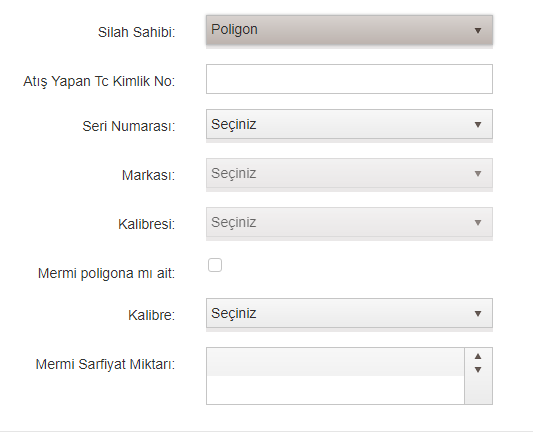 Silah Sahibi: Poligon
Atış Yapan Tc Kimlik No:
Seri Numarası: Seçiniz
Markası: Seçiniz
Kalibresi: Seçiniz
Mermi poligona mı ait:
Kalibre: Seçiniz
Mermi Sarfiyat Miktarı: